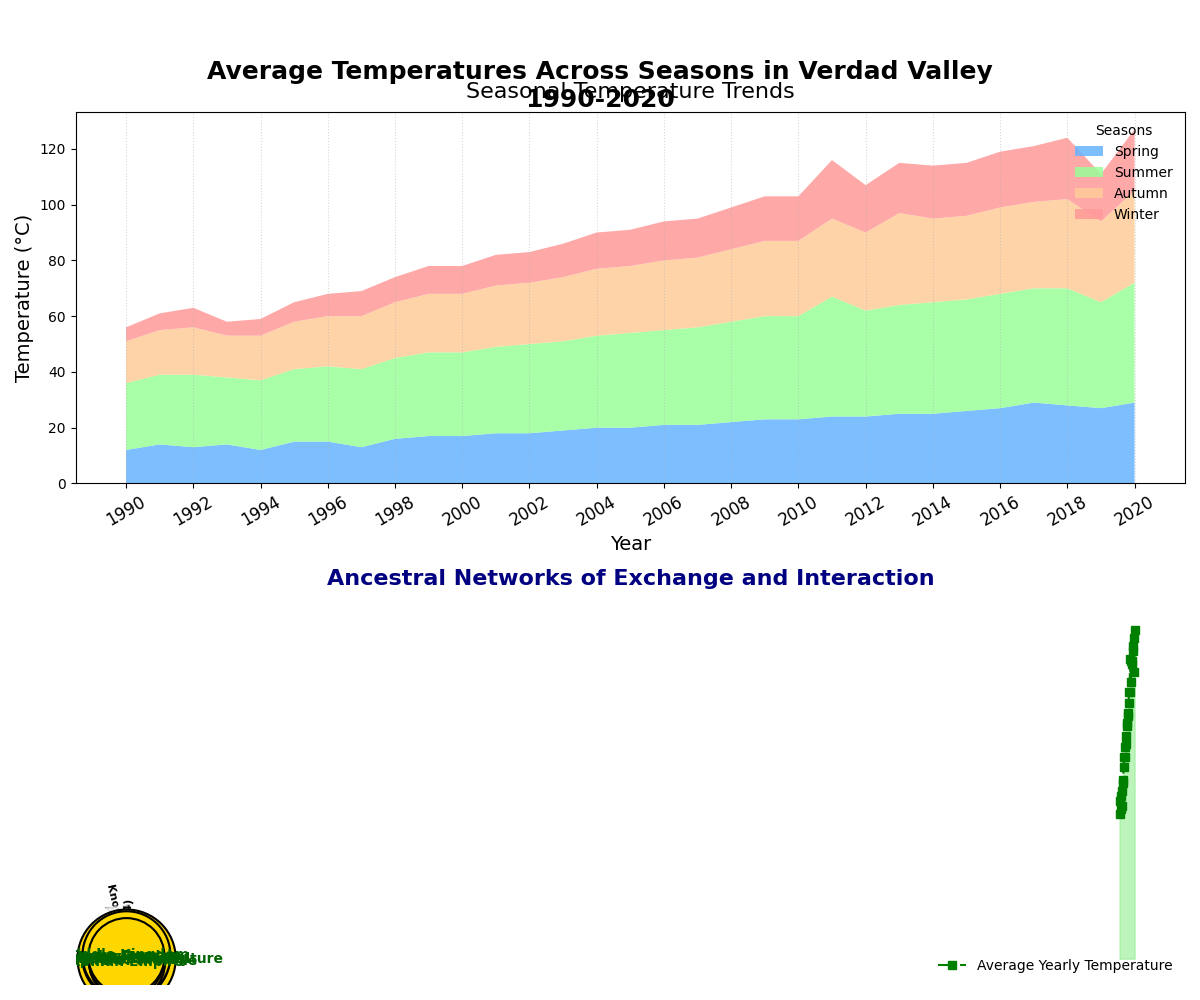 Average Temperatures Across Seasons in Verdad Valley
1990-2020
Seasonal Temperature Trends
Temperature (°C)
120
100
80
60
40
20
0
Seasons
Spring
Summer
Autumn
Winter
1990 1992 1994 1996 1998 2000 2002 2004 2006 2008 2010 2012 2014 2016 2018 2020
Year
Ancestral Networks of Exchange and Interaction
Average Yearly Temperature